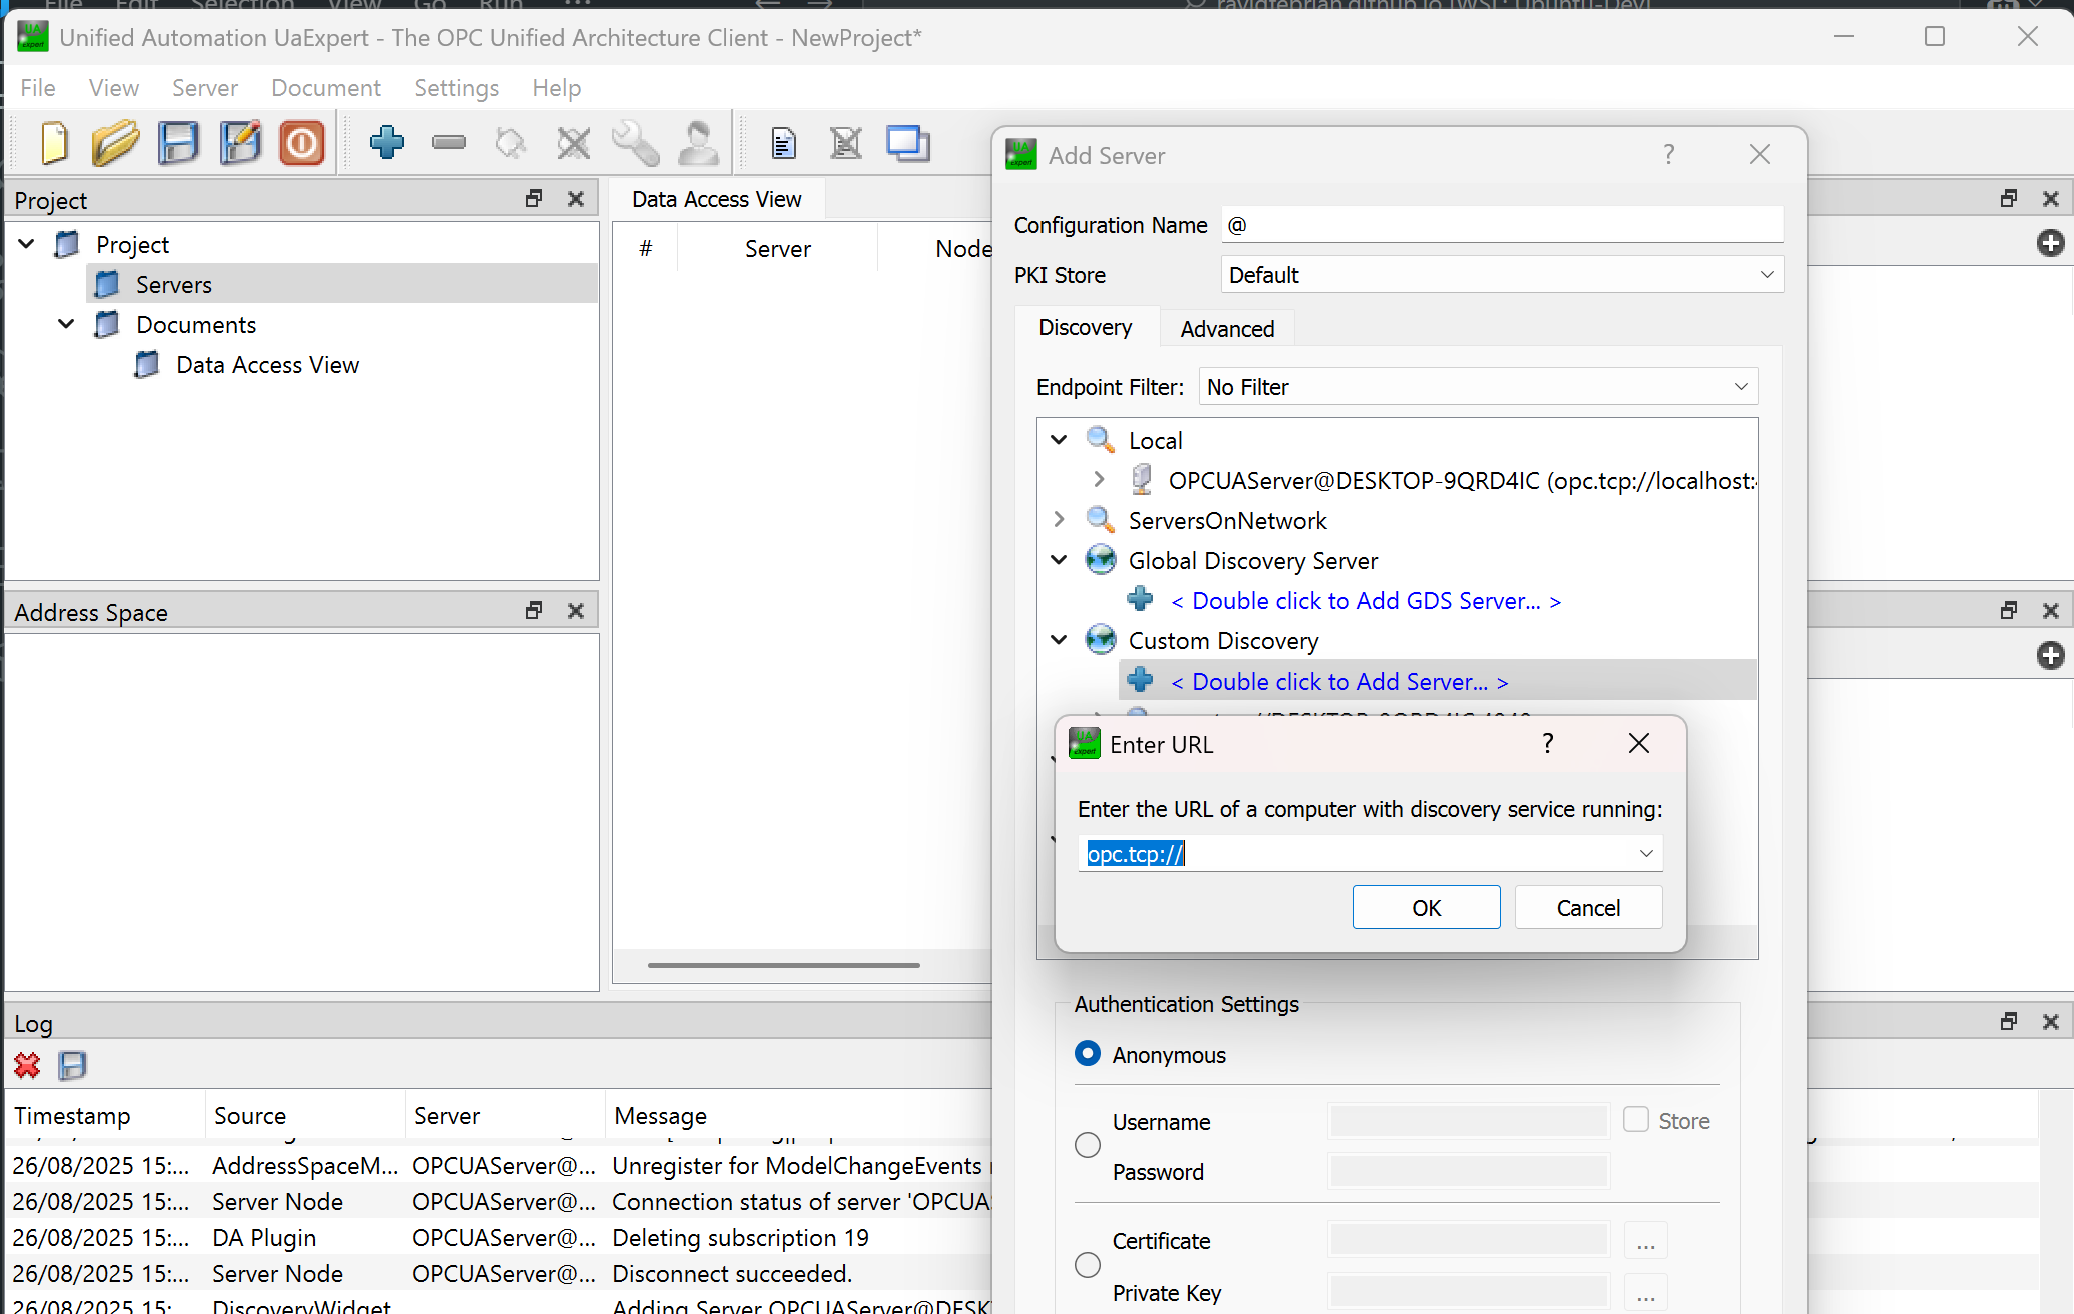 File Edit Selection View Go Run ...
Unified Automation UaExpert - The OPC Unified Architecture Client - NewProject*
File View Server Document Settings Help
Project
Project
Servers
Documents
Data Access View
Address Space
Data Access View
# Server Node
Add Server
?
Configuration Name @
PKI Store Default
Discovery Advanced
Endpoint Filter: No Filter
Local
OPCUAServer@DESKTOP-9QRD4IC (opc.tcp://localhost:
ServersOnNetwork
Global Discovery Server
< Double click to Add GDS Server... >
Custom Discovery
< Double click to Add Server... >
Enter URL
?
Enter the URL of a computer with discovery service running:
opc.tcp://
OK Cancel
Authentication Settings
Anonymous
Username
Store
Password
Certificate
...
Private Key
...
Log
Timestamp Source Server Message
26/08/2025 15:... AddressSpaceM... OPCUAServer@... Unregister for ModelChangeEvents
26/08/2025 15:... Server Node OPCUAServer@... Connection status of server 'OPCUA
26/08/2025 15:... DA Plugin OPCUAServer@... Deleting subscription 19
26/08/2025 15:... Server Node OPCUAServer@... Disconnect succeeded.
26/08/2025 15:... DiscoveryWidget Adding Server OPCUAServer@DESK